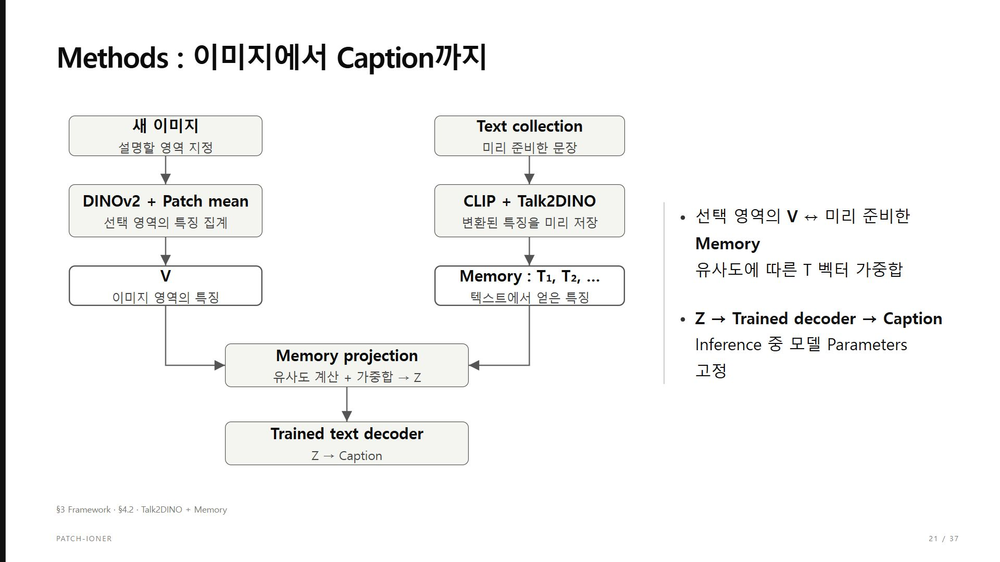 Methods : 이미지에서 Caption까지
새 이미지
설명할 영역 지정
DINOv2 + Patch mean
선택 영역의 특징 집계
V
이미지 영역의 특징
Text collection
미리 준비한 문장
CLIP + Talk2DINO
변환된 특징을 미리 저장
Memory : T₁, T₂, ...
텍스트에서 얻은 특징
Memory projection
유사도 계산 + 가중합 → Z
Trained text decoder
Z → Caption
• 선택 영역의 V ↔ 미리 준비한
Memory
유사도에 따른 T 벡터 가중합
• Z → Trained decoder → Caption
Inference 중 모델 Parameters
고정
§3 Framework · §4.2 · Talk2DINO + Memory
PATCH-IONER
21 / 37